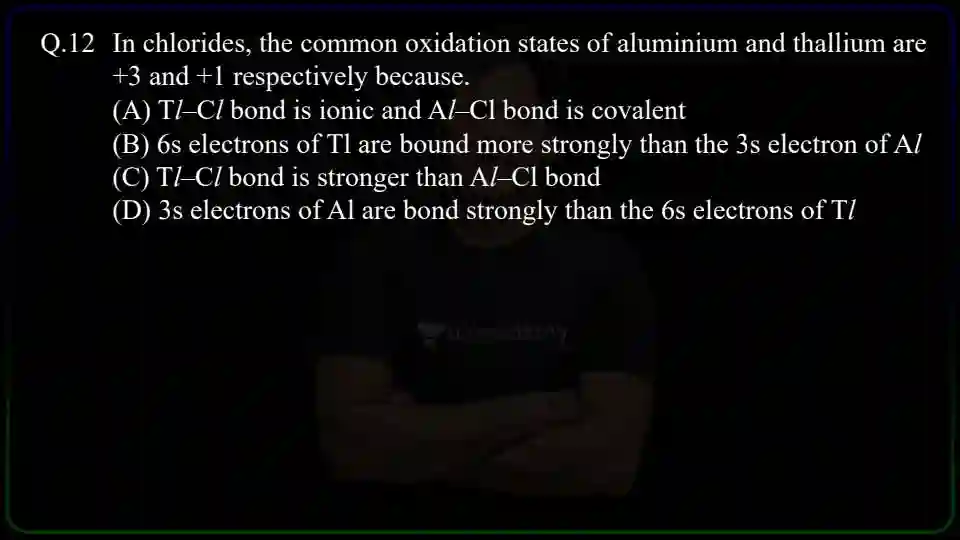 Q.12 In chlorides, the common oxidation states of aluminium and thallium are
+3 and +1 respectively because.
(A) Tl–Cl bond is ionic and Al–Cl bond is covalent
(B) 6s electrons of Tl are bound more strongly than the 3s electron of Al
(C) Tl–Cl bond is stronger than Al–Cl bond
(D) 3s electrons of Al are bond strongly than the 6s electrons of Tl